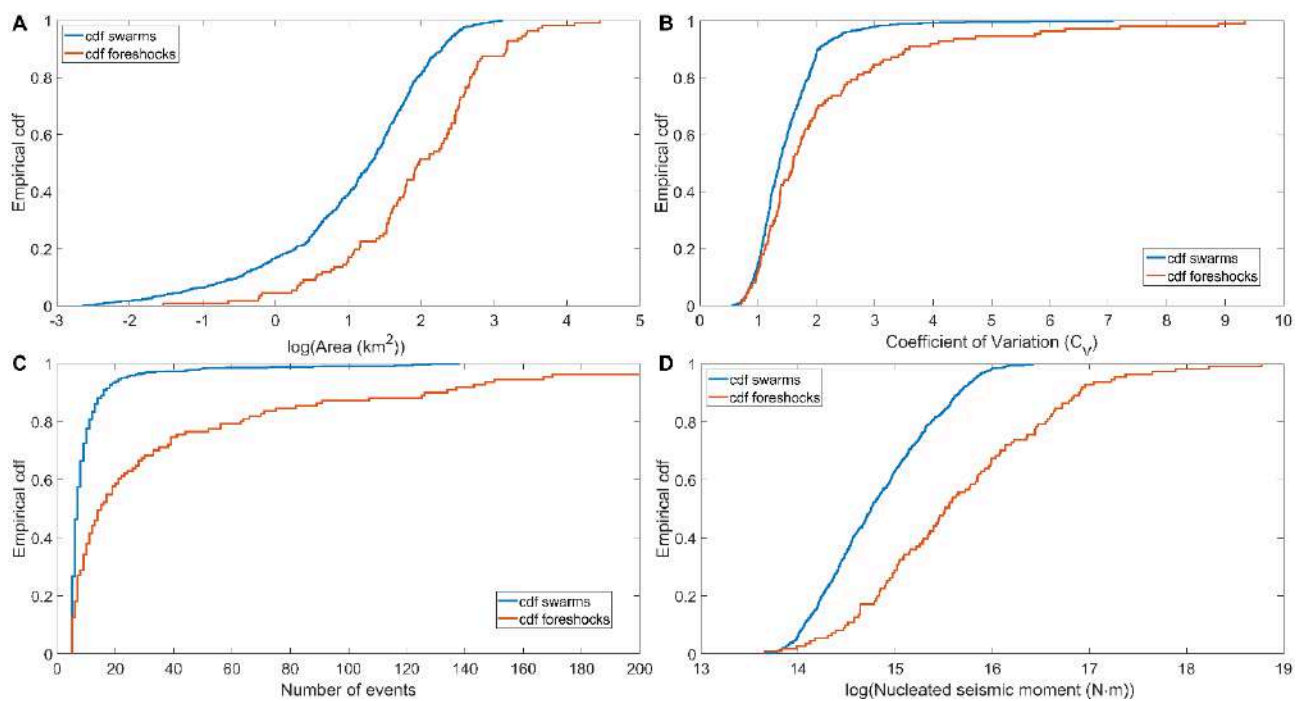 A
cdf swarms
cdf foreshocks
Empirical cdf
1
0.8
0.6
0.4
0.2
0
-3 -2 -1 0 1 2 3 4 5
log(Area (km²))
B
cdf swarms
cdf foreshocks
Empirical cdf
1
0.8
0.6
0.4
0.2
0
0 1 2 3 4 5 6 7 8 9 10
Coefficient of Variation (C_V)
C
cdf swarms
cdf foreshocks
Empirical cdf
1
0.8
0.6
0.4
0.2
0
0 20 40 60 80 100 120 140 160 180 200
Number of events
D
cdf swarms
cdf foreshocks
Empirical cdf
1
0.8
0.6
0.4
0.2
0
13 14 15 16 17 18 19
log(Nucleated seismic moment (N·m))